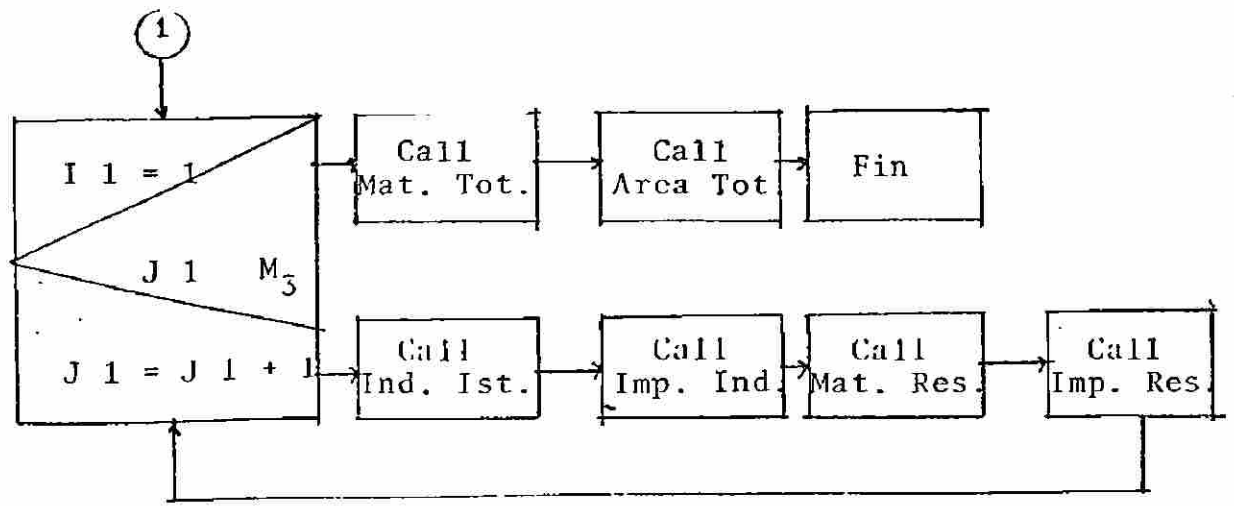 1
I 1 = 1
J 1 M3
J 1 = J 1 + 1
Call
Mat. Tot.
Call
Area Tot
Fin
Call
Ind. Ist.
Call
Imp. Ind.
Call
Mat. Res.
Call
Imp. Res.